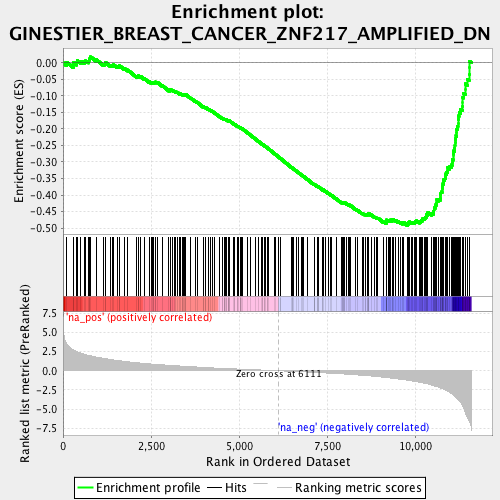 Enrichment plot:
GINESTIER_BREAST_CANCER_ZNF217_AMPLIFIED_DN
Enrichment score (ES)
0.00
-0.05
-0.10
-0.15
-0.20
-0.25
-0.30
-0.35
-0.40
-0.45
-0.50
'na_pos' (positively correlated)
Ranked list metric (PreRanked)
7.5
5.0
2.5
0.0
-2.5
-5.0
-7.5
Zero cross at 6111
'na_neg' (negatively correlated)
0
2,500
5,000
7,500
10,000
Rank in Ordered Dataset
Enrichment profile
Hits
Ranking metric scores